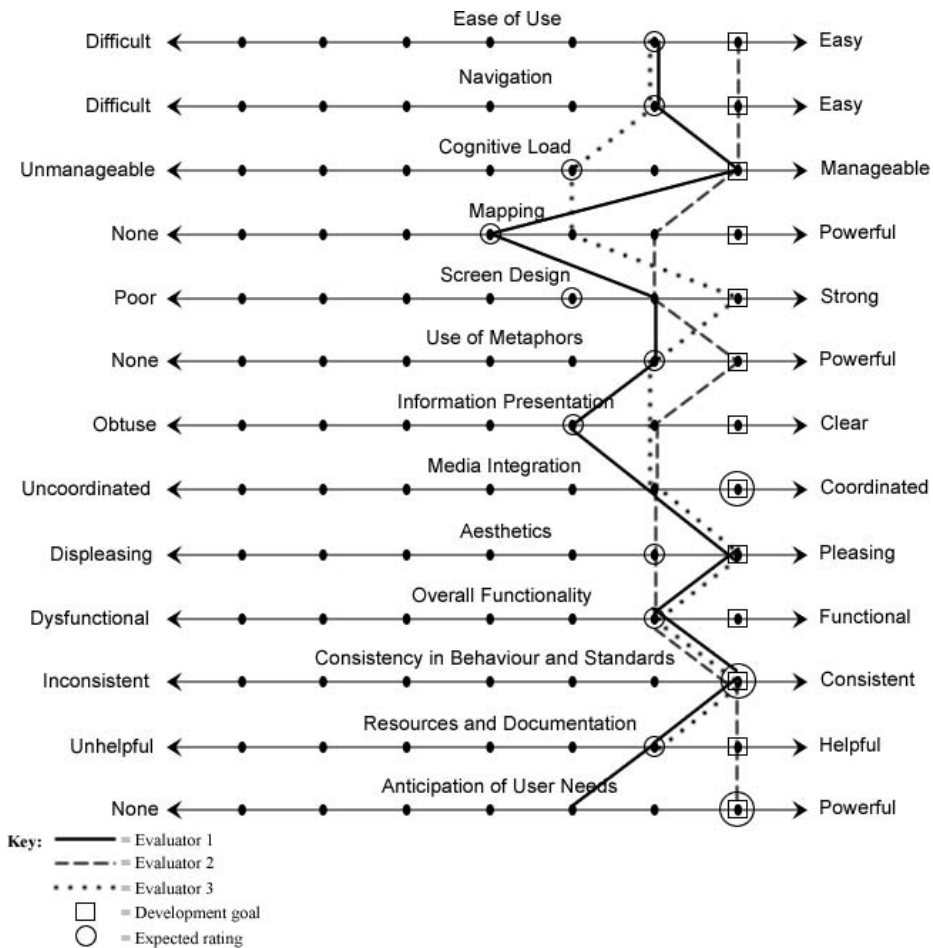 Ease of Use
Difficult Easy
Navigation
Difficult Easy
Cognitive Load
Unmanageable Manageable
Mapping
None Powerful
Screen Design
Poor Strong
Use of Metaphors
None Powerful
Information Presentation
Obtuse Clear
Media Integration
Uncoordinated Coordinated
Aesthetics
Displeasing Pleasing
Overall Functionality
Dysfunctional Functional
Consistency in Behaviour and Standards
Inconsistent Consistent
Resources and Documentation
Unhelpful Helpful
Anticipation of User Needs
None Powerful
Key: = Evaluator 1
= Evaluator 2
= Evaluator 3
= Development goal
= Expected rating